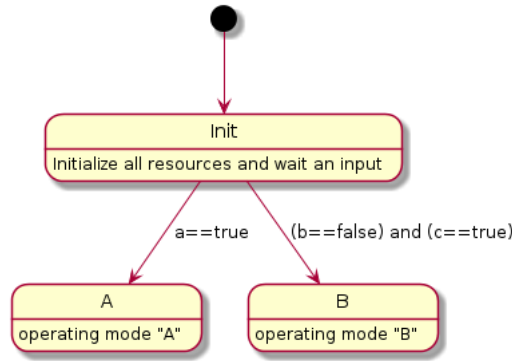 Init
Initialize all resources and wait an input
a==true
(b==false) and (c==true)
A
operating mode "A"
B
operating mode "B"